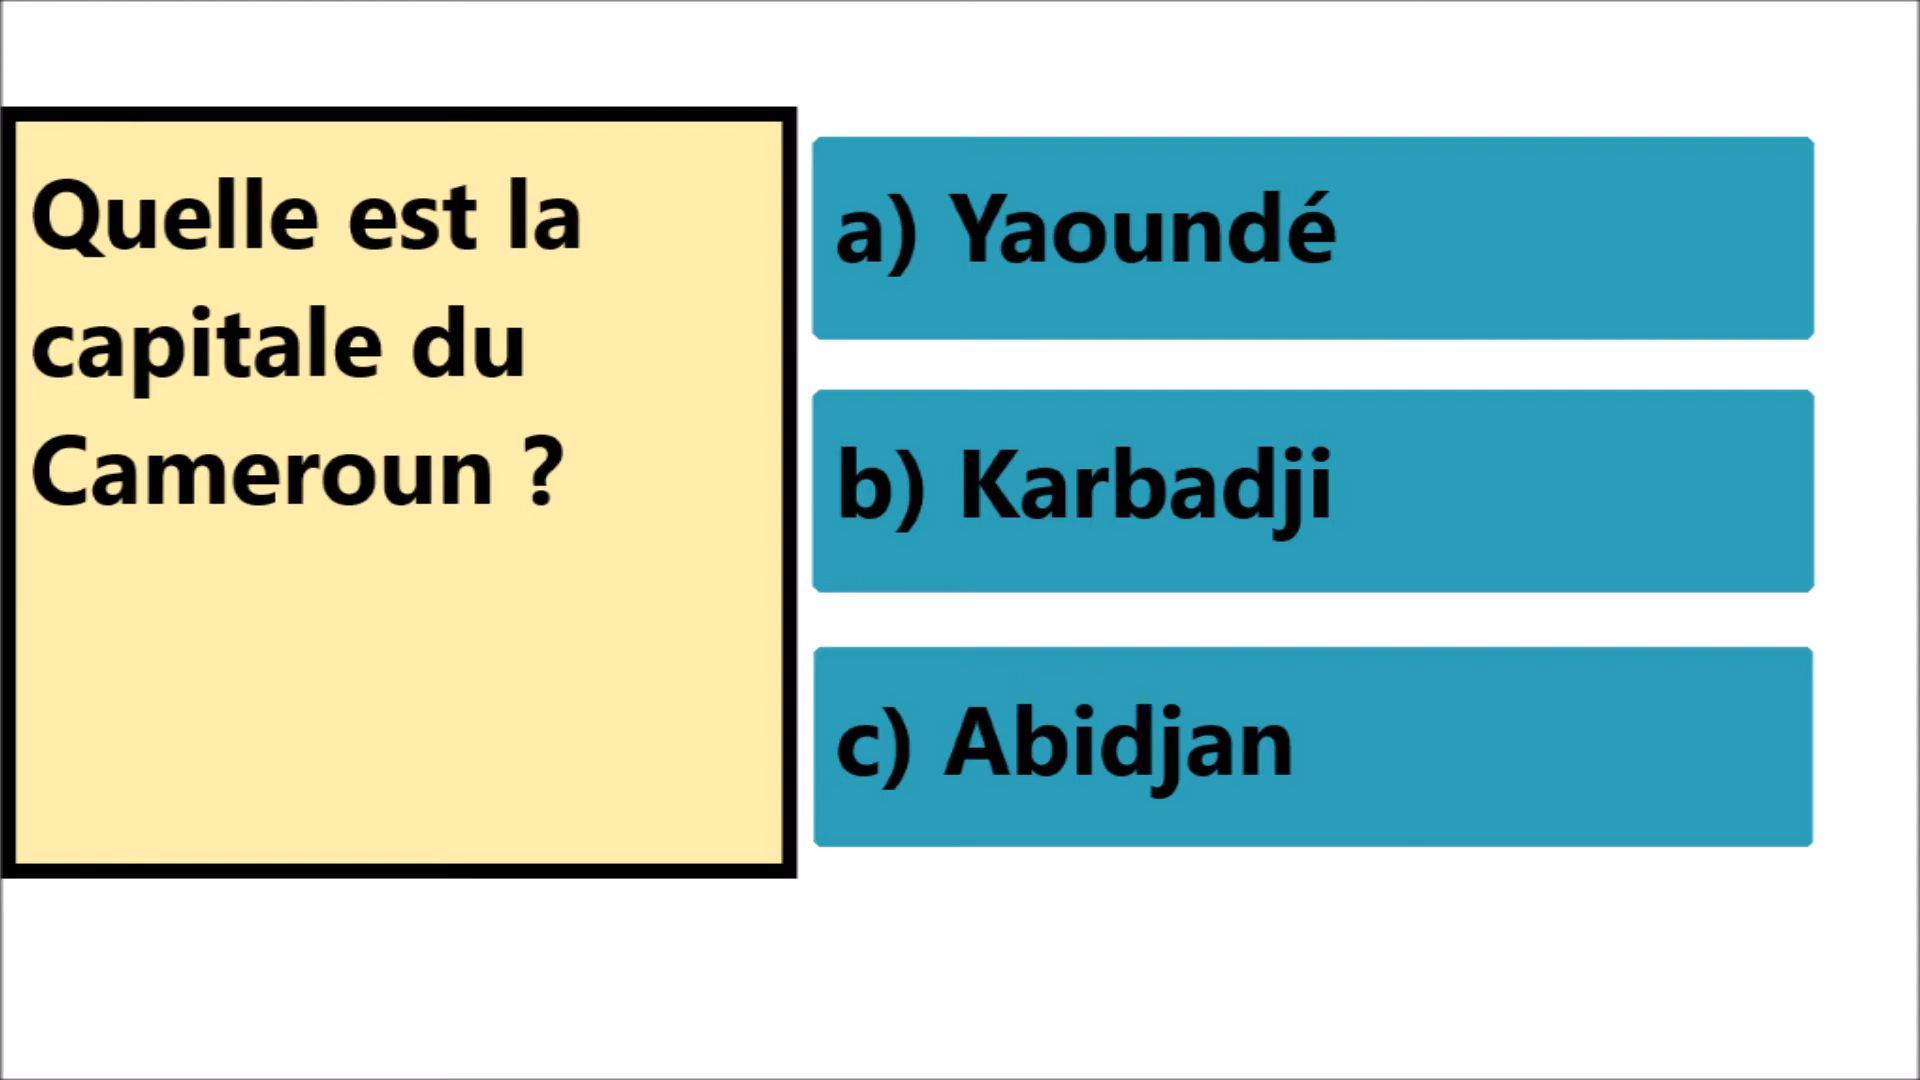 Quelle est la
capitale du
Cameroun ?
a) Yaoundé
b) Karbadji
c) Abidjan